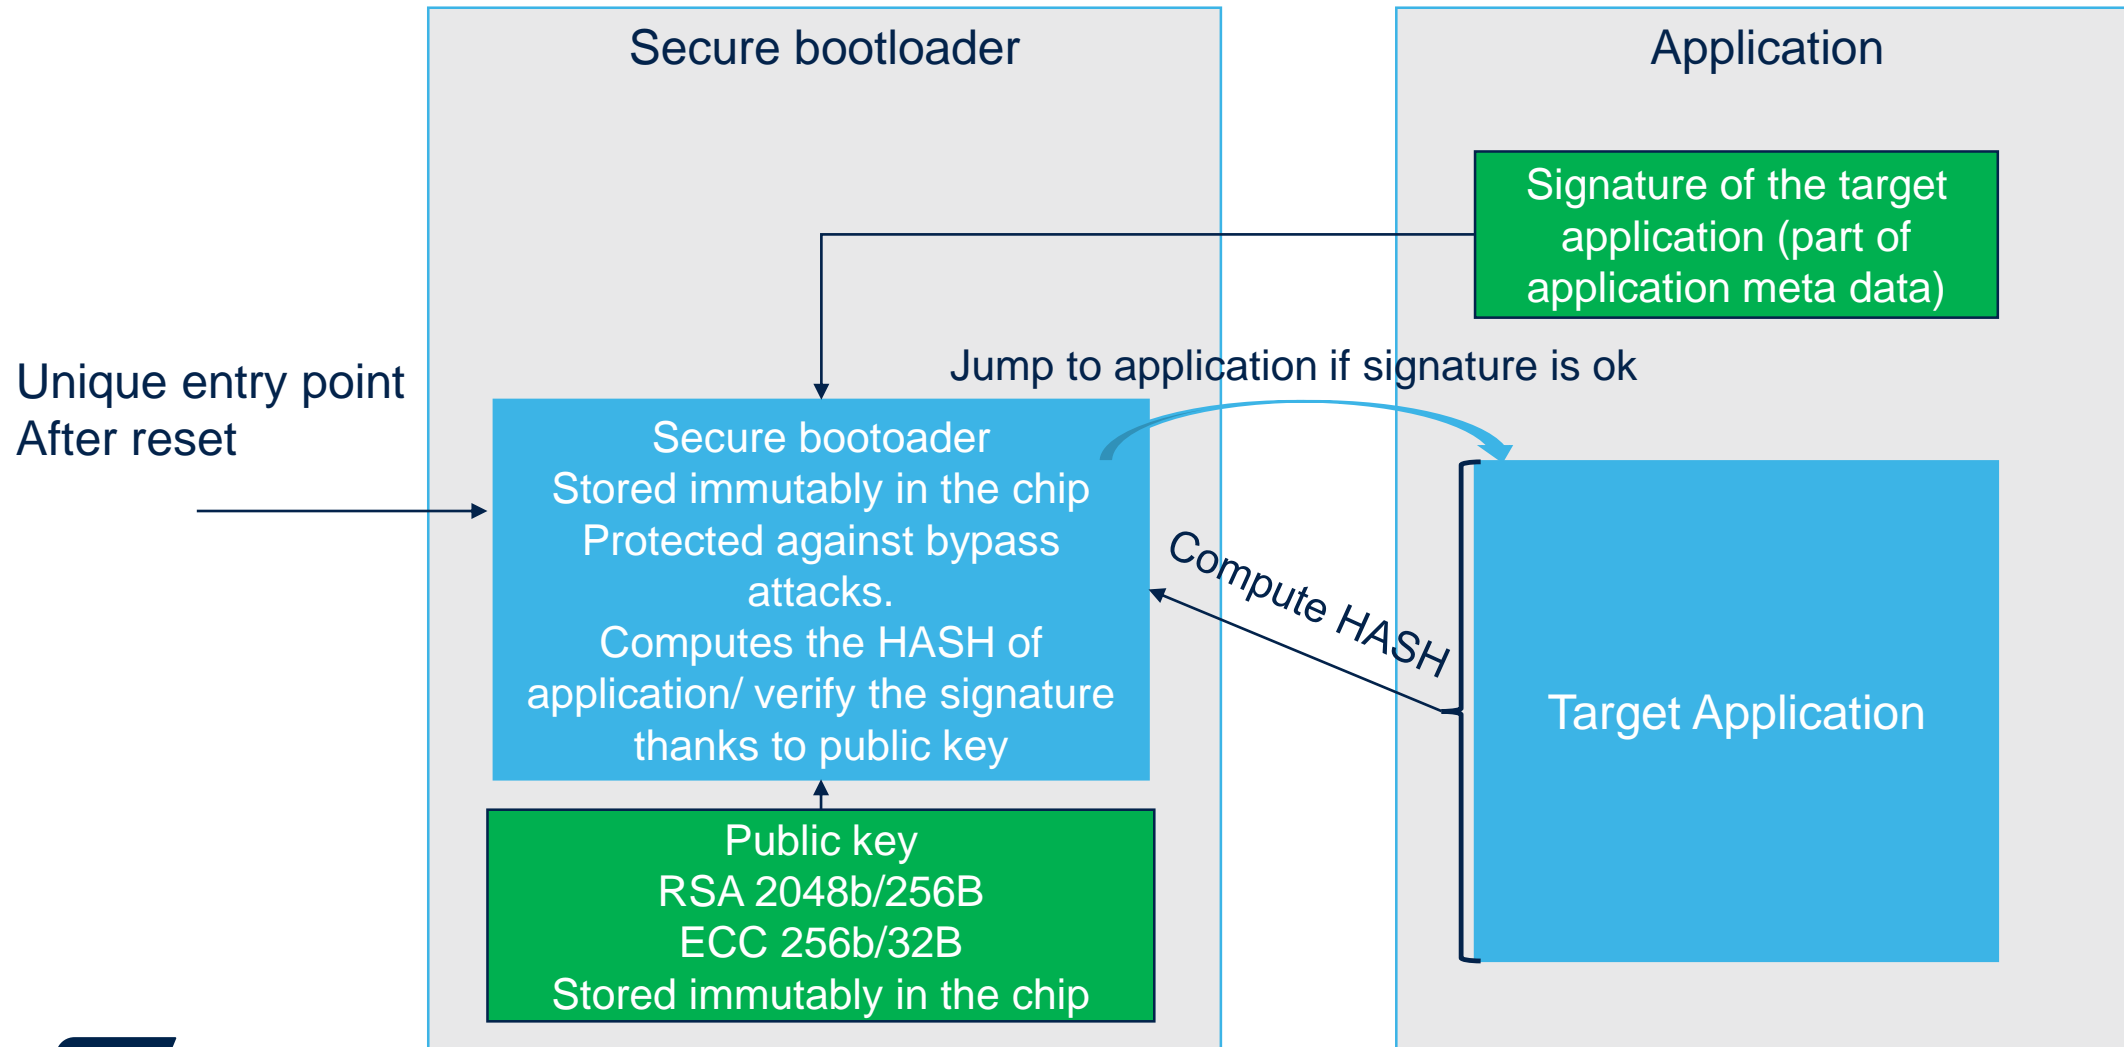 Secure bootloader
Application
Signature of the target
application (part of
application meta data)
Jump to application if signature is ok
Unique entry point
After reset
Secure bootoader
Stored immutably in the chip
Protected against bypass
attacks.
Computes the HASH of
application/ verify the signature
thanks to public key
Compute HASH
Target Application
Public key
RSA 2048b/256B
ECC 256b/32B
Stored immutably in the chip